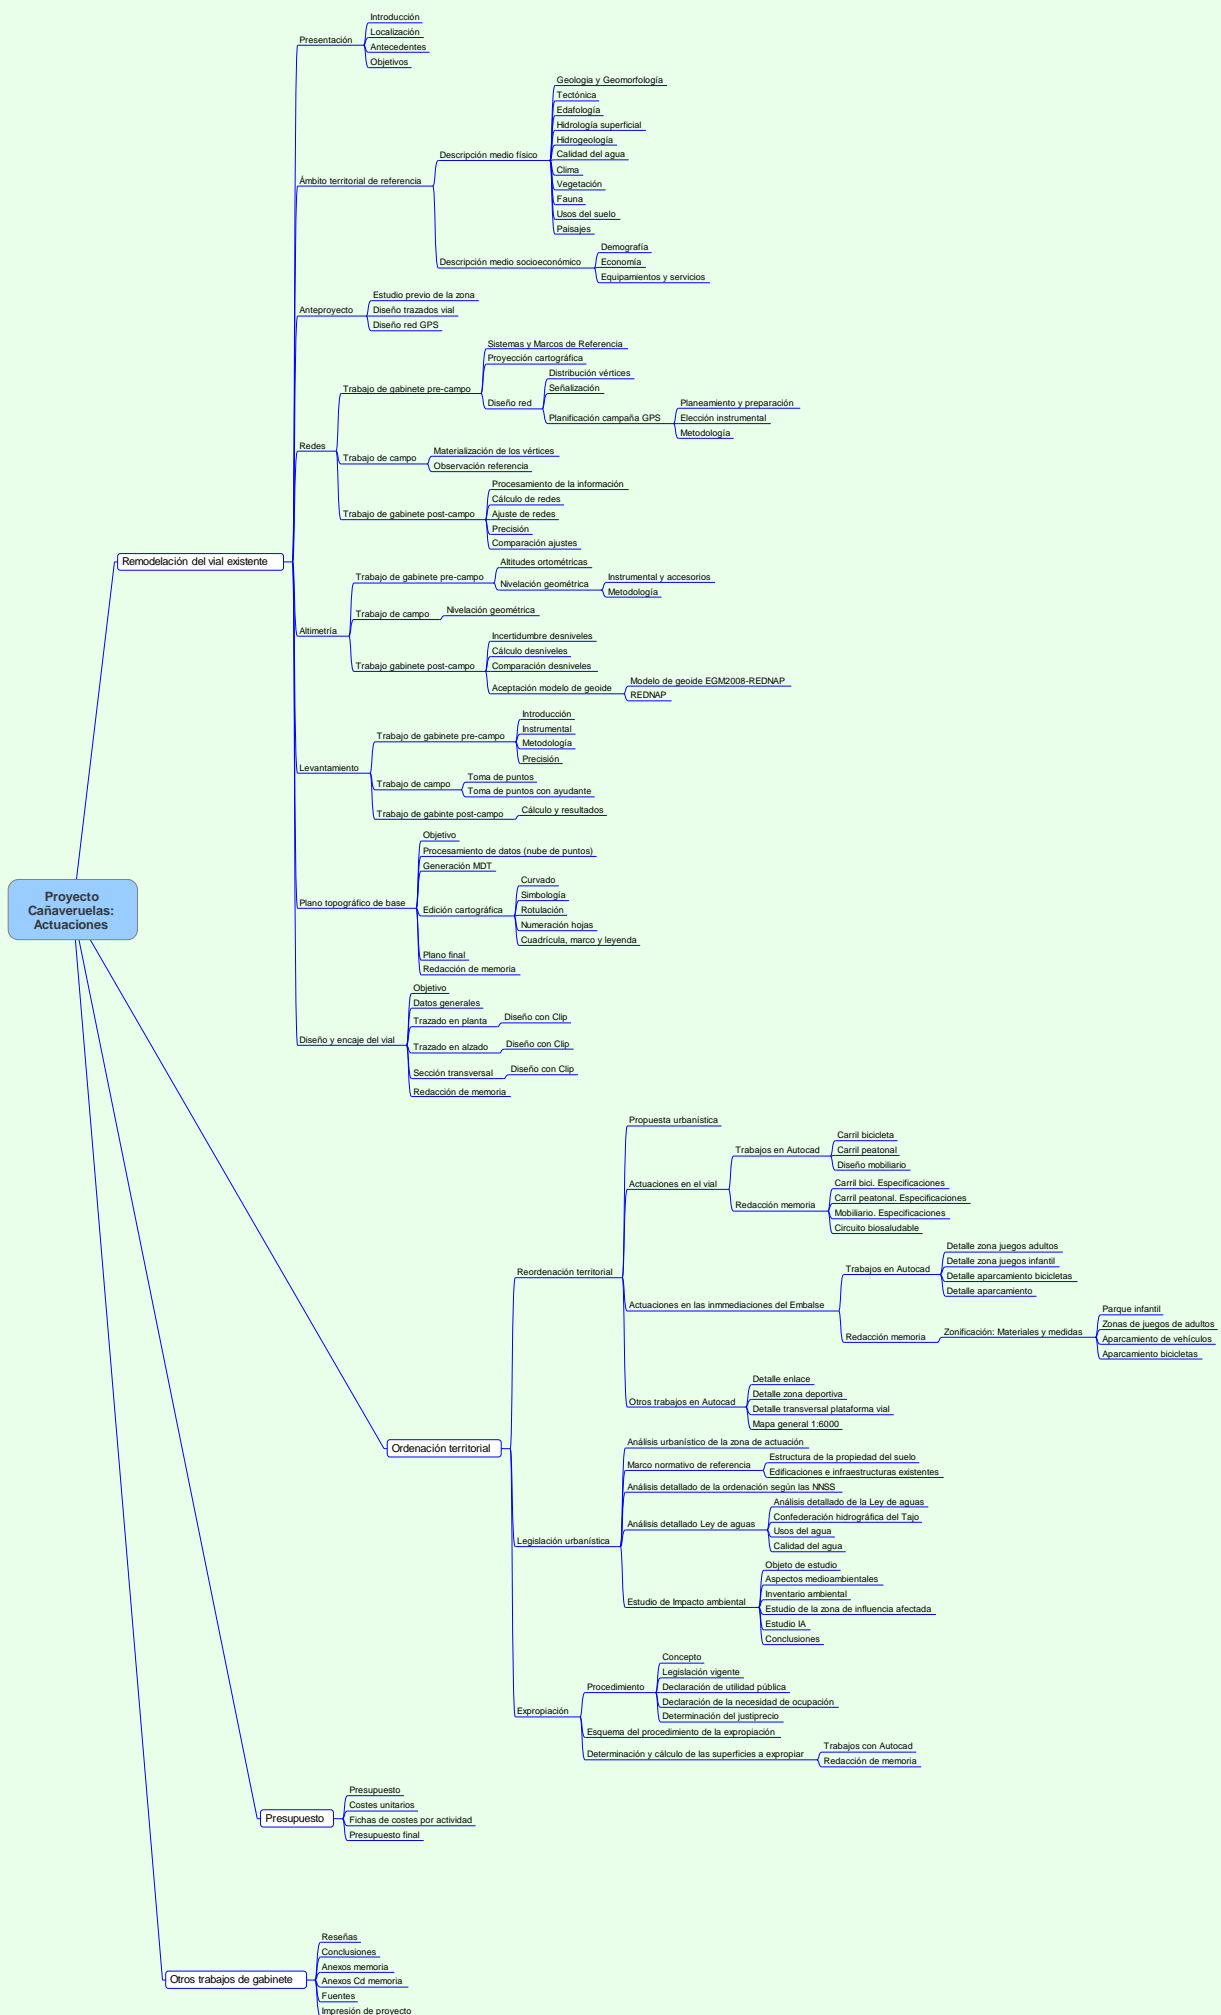 Proyecto
Cañaveruelas:
Actuaciones
Remodelación del vial existente
Presentación
Introducción
Localización
Antecedentes
Objetivos
Ámbito territorial de referencia
Descripción medio físico
Geologia y Geomorfología
Tectónica
Edafología
Hidrología superficial
Hidrogeología
Calidad del agua
Clima
Vegetación
Fauna
Usos del suelo
Paisajes
Descripción medio socioeconómico
Demografía
Economía
Equipamientos y servicios
Anteproyecto
Estudio previo de la zona
Diseño trazados vial
Diseño red GPS
Redes
Trabajo de gabinete pre-campo
Sistemas y Marcos de Referencia
Proyección cartográfica
Diseño red
Distribución vértices
Señalización
Planificación campaña GPS
Planeamiento y preparación
Elección instrumental
Metodología
Trabajo de campo
Materialización de los vértices
Observación referencia
Trabajo de gabinete post-campo
Procesamiento de la información
Cálculo de redes
Ajuste de redes
Precisión
Comparación ajustes
Altimetría
Trabajo de gabinete pre-campo
Altitudes ortométricas
Nivelación geométrica
Instrumental y accesorios
Metodología
Trabajo de campo
Nivelación geométrica
Trabajo gabinete post-campo
Incertidumbre desniveles
Cálculo desniveles
Comparación desniveles
Aceptación modelo de geoide
Modelo de geoide EGM2008-REDNAP
REDNAP
Levantamiento
Trabajo de gabinete pre-campo
Introducción
Instrumental
Metodología
Precisión
Trabajo de campo
Toma de puntos
Toma de puntos con ayudante
Trabajo de gabinte post-campo
Cálculo y resultados
Plano topográfico de base
Objetivo
Procesamiento de datos (nube de puntos)
Generación MDT
Edición cartográfica
Curvado
Simbología
Rotulación
Numeración hojas
Cuadrícula, marco y leyenda
Plano final
Redacción de memoria
Diseño y encaje del vial
Objetivo
Datos generales
Trazado en planta
Diseño con Clip
Trazado en alzado
Diseño con Clip
Sección transversal
Diseño con Clip
Redacción de memoria
Ordenación territorial
Reordenación territorial
Propuesta urbanística
Actuaciones en el vial
Trabajos en Autocad
Carril bicicleta
Carril peatonal
Diseño mobiliario
Redacción memoria
Carril bici. Especificaciones
Carril peatonal. Especificaciones
Mobiliario. Especificaciones
Circuito biosaludable
Actuaciones en las inmmediaciones del Embalse
Trabajos en Autocad
Detalle zona juegos adultos
Detalle zona juegos infantil
Detalle aparcamiento bicicletas
Detalle aparcamiento
Redacción memoria
Zonificación: Materiales y medidas
Parque infantil
Zonas de juegos de adultos
Aparcamiento de vehículos
Aparcamiento bicicletas
Otros trabajos en Autocad
Detalle enlace
Detalle zona deportiva
Detalle transversal plataforma vial
Mapa general 1:6000
Legislación urbanística
Análisis urbanístico de la zona de actuación
Marco normativo de referencia
Estructura de la propiedad del suelo
Edificaciones e infraestructuras existentes
Análisis detallado de la ordenación según las NNSS
Análisis detallado Ley de aguas
Análisis detallado de la Ley de aguas
Confederación hidrográfica del Tajo
Usos del agua
Calidad del agua
Estudio de Impacto ambiental
Objeto de estudio
Aspectos medioambientales
Inventario ambiental
Estudio de la zona de influencia afectada
Estudio IA
Conclusiones
Expropiación
Procedimiento
Concepto
Legislación vigente
Declaración de utilidad pública
Declaración de la necesidad de ocupación
Determinación del justiprecio
Esquema del procedimiento de la expropiación
Determinación y cálculo de las superficies a expropiar
Trabajos con Autocad
Redacción de memoria
Presupuesto
Presupuesto
Costes unitarios
Fichas de costes por actividad
Presupuesto final
Otros trabajos de gabinete
Reseñas
Conclusiones
Anexos memoria
Anexos Cd memoria
Fuentes
Impresión de proyecto